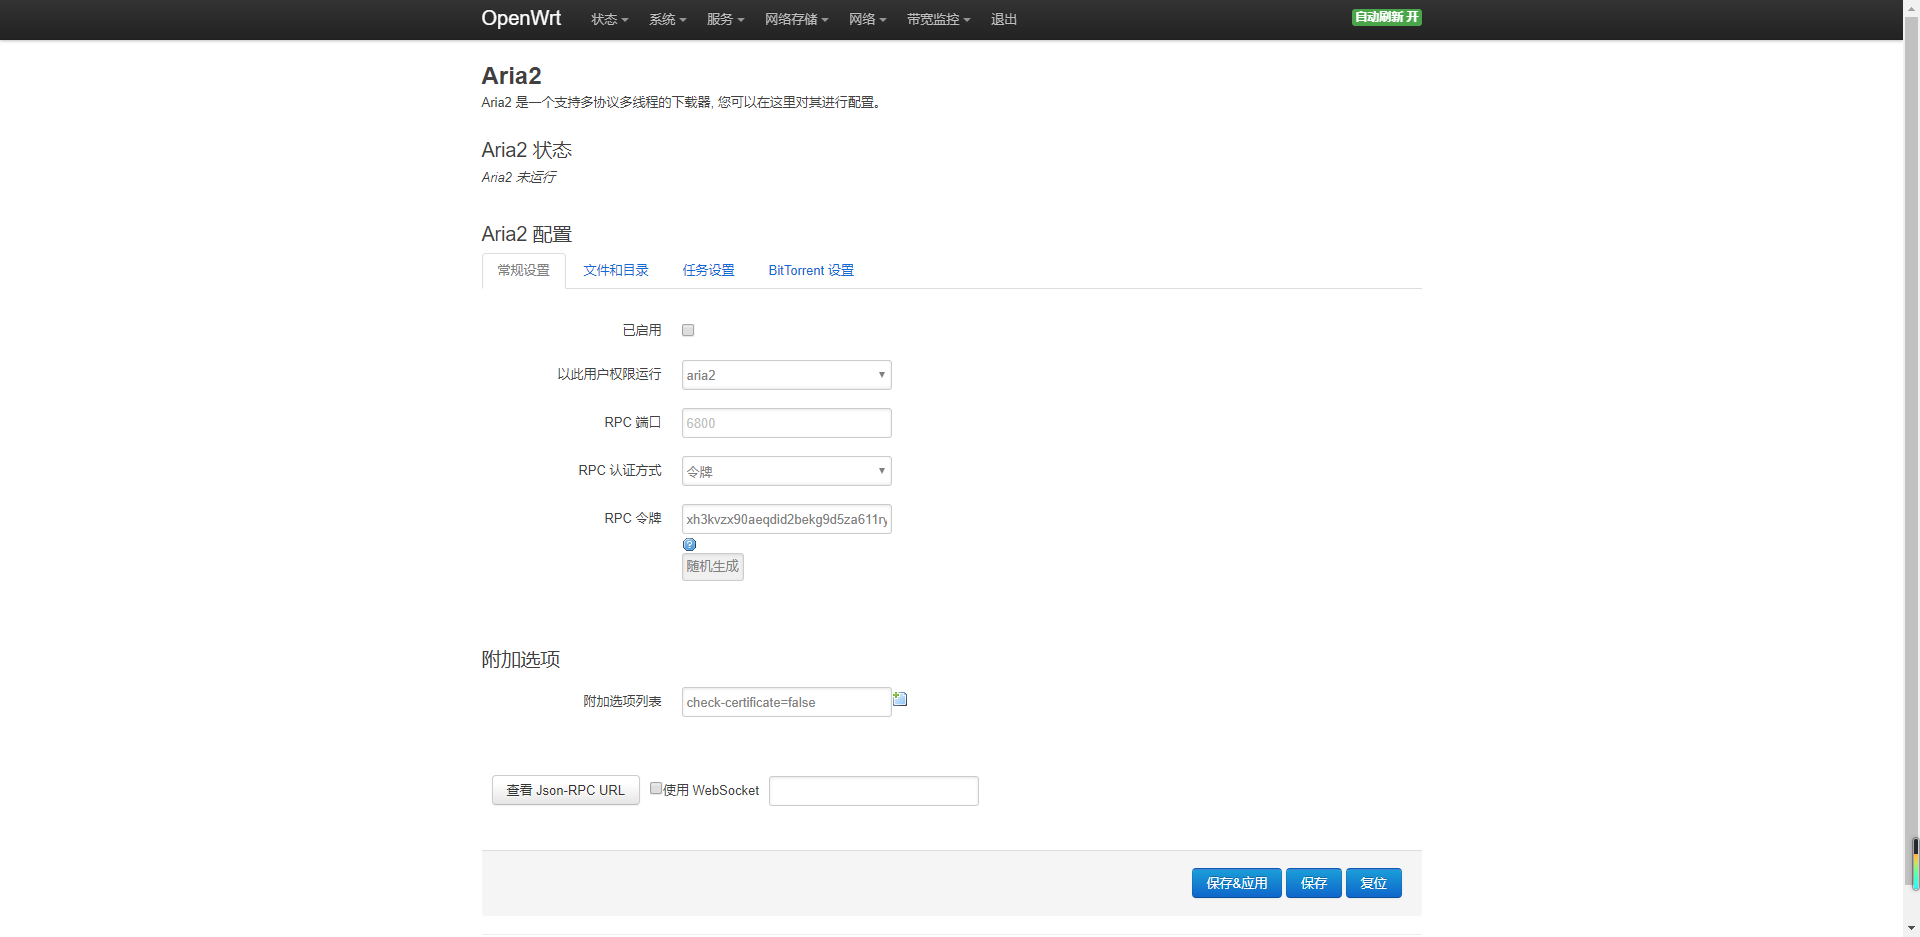 OpenWrt 状态 系统 服务 网络存储 网络 带宽监控 退出 自动刷新 开
Aria2
Aria2 是一个支持多协议多线程的下载器, 您可以在这里对其进行配置。
Aria2 状态
Aria2 未运行
Aria2 配置
常规设置 文件和目录 任务设置 BitTorrent 设置
已启用
以此用户权限运行 aria2
RPC 端口 6800
RPC 认证方式 令牌
RPC 令牌 xh3kvzx90aeqdid2bekg9d5za611ry
随机生成
附加选项
附加选项列表 check-certificate=false
查看 Json-RPC URL 使用 WebSocket
保存&应用 保存 复位